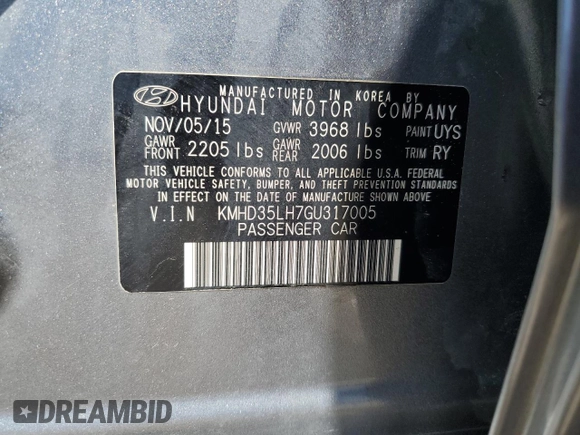 MANUFACTURED IN KOREA BY
HYUNDAI MOTOR COMPANY
NOV/05/15 GVWR 3968 lbs PAINT UYS
GAWR FRONT 2205 lbs GAWR REAR 2006 lbs TRIM RY
THIS VEHICLE CONFORMS TO ALL APPLICABLE U.S.A. FEDERAL
MOTOR VEHICLE SAFETY, BUMPER, AND THEFT PREVENTION STANDARDS
IN EFFECT ON THE DATE OF MANUFACTURE SHOWN ABOVE
V.I.N KMHD35LH7GU317005
PASSENGER CAR
DREAMBID